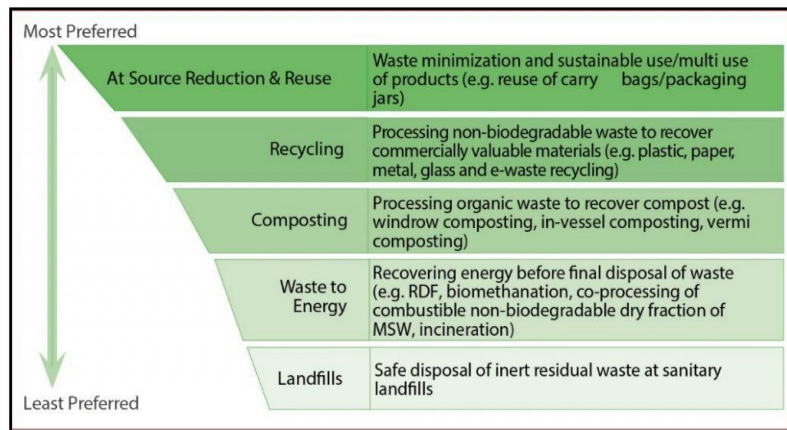 Most Preferred
At Source Reduction & Reuse
Waste minimization and sustainable use/multi use
of products (e.g. reuse of carry bags/packaging
jars)
Recycling
Processing non-biodegradable waste to recover
commercially valuable materials (e.g. plastic, paper,
metal, glass and e-waste recycling)
Composting
Processing organic waste to recover compost (e.g.
windrow composting, in-vessel composting, vermi
composting)
Waste to
Energy
Recovering energy before final disposal of waste
(e.g. RDF, biomethanation, co-processing of
combustible non-biodegradable dry fraction of
MSW, incineration)
Landfills
Safe disposal of inert residual waste at sanitary
landfills
Least Preferred